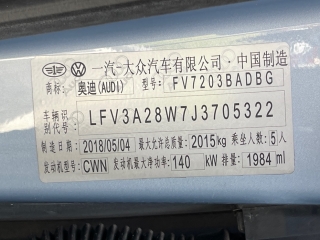 一汽-大众汽车有限公司·中国制造
商标: 奥迪(AUDI) 型号: FV7203BADBG
车辆识别代号: LFV3A28W7J3705322
制造日期 2018/05/04 最大允许总质量 2015kg 乘坐人数: 5人
发动机型号: CWN 发动机最大净功率: 140 kW 排量: 1984 ml